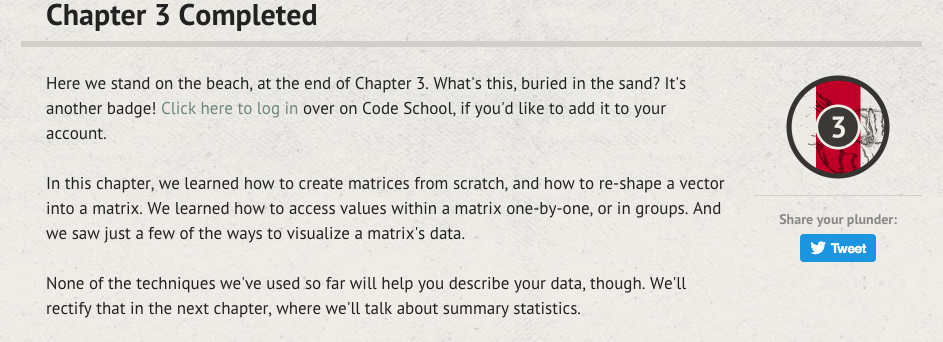 Chapter 3 Completed
Here we stand on the beach, at the end of Chapter 3. What's this, buried in the sand? It's
another badge! Click here to log in over on Code School, if you'd like to add it to your
account.
In this chapter, we learned how to create matrices from scratch, and how to re-shape a vector
into a matrix. We learned how to access values within a matrix one-by-one, or in groups. And
we saw just a few of the ways to visualize a matrix's data.
None of the techniques we've used so far will help you describe your data, though. We'll
rectify that in the next chapter, where we'll talk about summary statistics.
3
Share your plunder:
Tweet